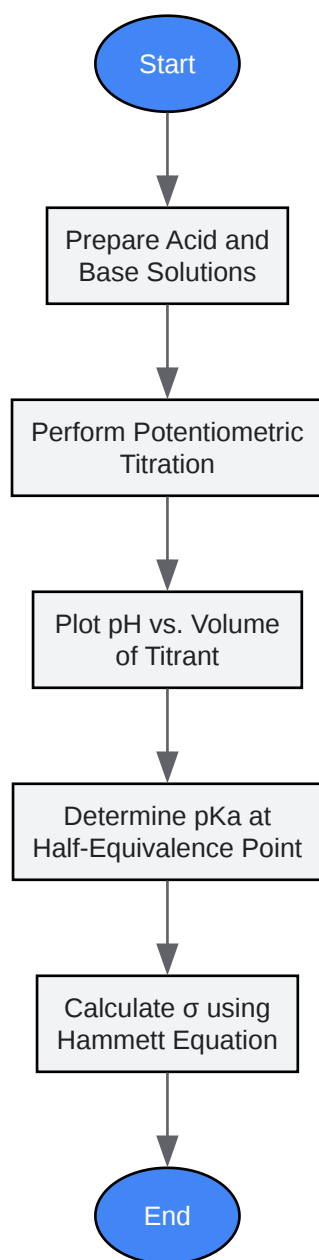 Start
Prepare Acid and
Base Solutions
Perform Potentiometric
Titration
Plot pH vs. Volume
of Titrant
Determine pKa at
Half-Equivalence Point
Calculate σ using
Hammett Equation
End